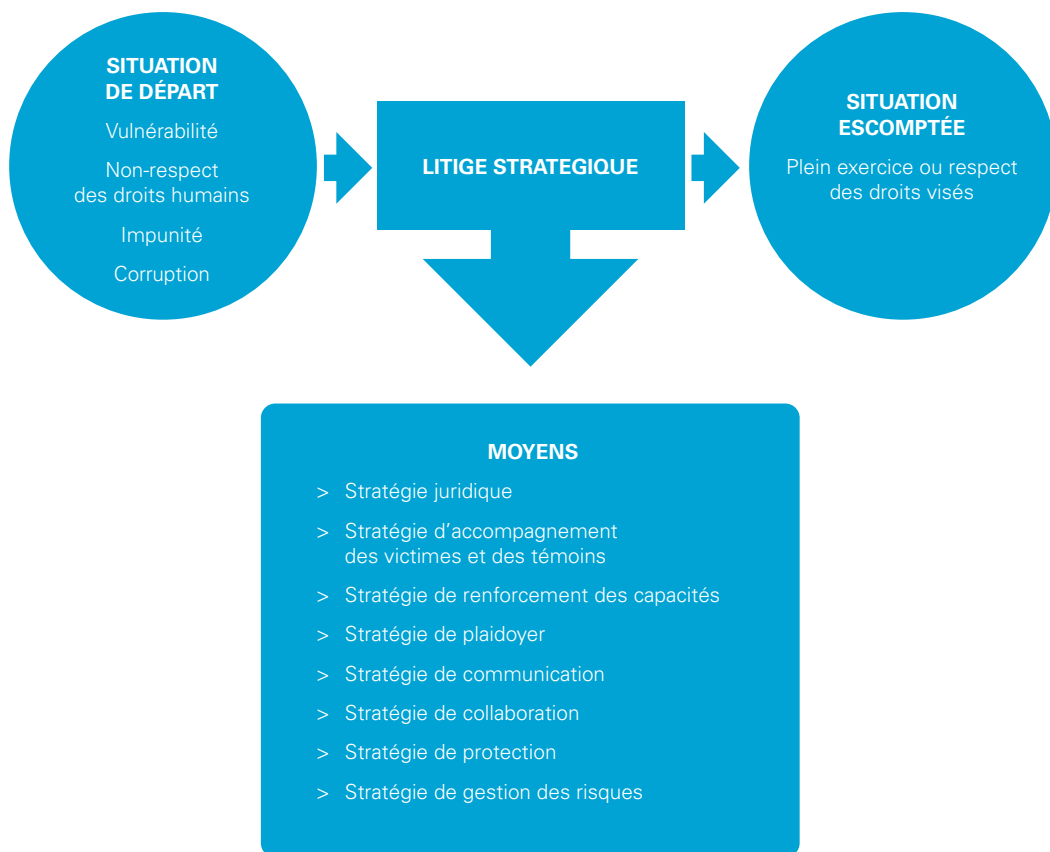 SITUATION
DE DÉPART
Vulnérabilité
Non-respect
des droits humains
Impunité
Corruption
LITIGE STRATEGIQUE
SITUATION
ESCOMPTÉE
Plein exercice ou respect
des droits visés
MOYENS
> Stratégie juridique
> Stratégie d’accompagnement
des victimes et des témoins
> Stratégie de renforcement des capacités
> Stratégie de plaidoyer
> Stratégie de communication
> Stratégie de collaboration
> Stratégie de protection
> Stratégie de gestion des risques